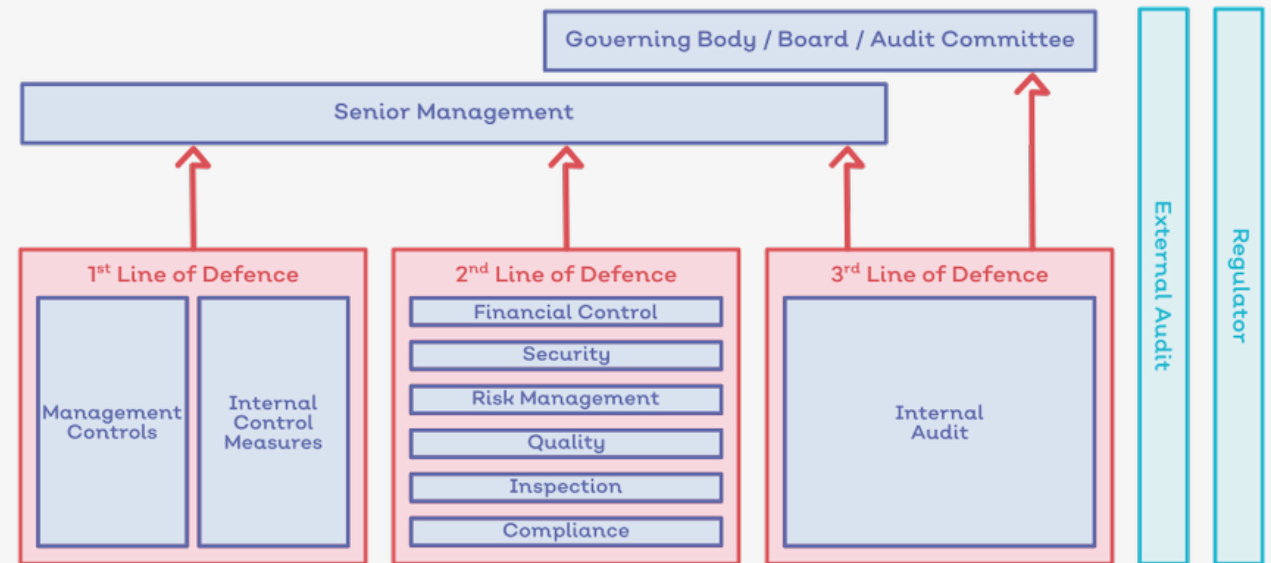 Governing Body / Board / Audit Committee
Senior Management
1st Line of Defence
Management
Controls
Internal
Control
Measures
2nd Line of Defence
Financial Control
Security
Risk Management
Quality
Inspection
Compliance
3rd Line of Defence
Internal
Audit
External Audit
Regulator